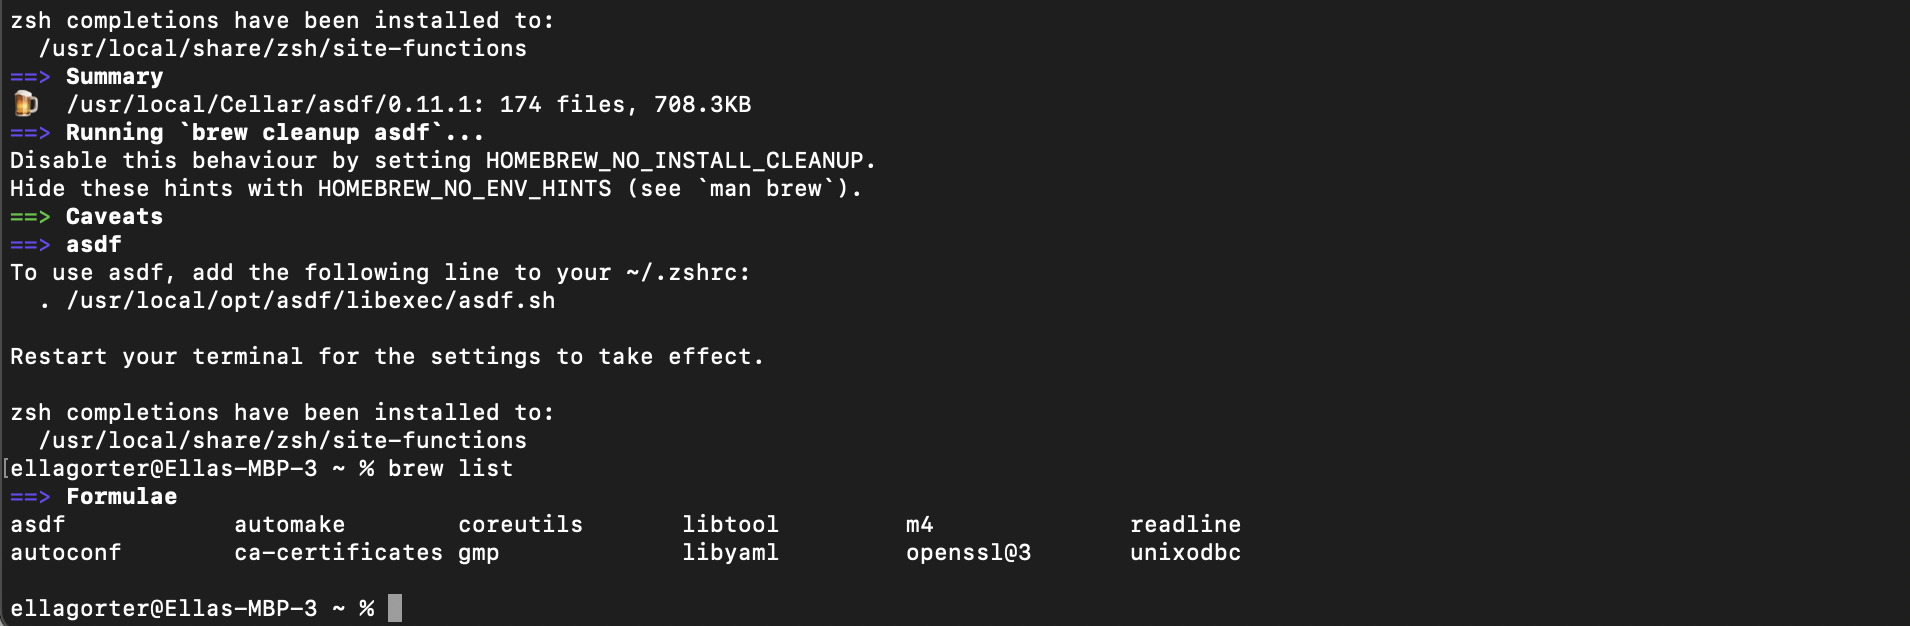 zsh completions have been installed to:
  /usr/local/share/zsh/site-functions
==> Summary
🍺  /usr/local/Cellar/asdf/0.11.1: 174 files, 708.3KB
==> Running `brew cleanup asdf`...
Disable this behaviour by setting HOMEBREW_NO_INSTALL_CLEANUP.
Hide these hints with HOMEBREW_NO_ENV_HINTS (see `man brew`).
==> Caveats
==> asdf
To use asdf, add the following line to your ~/.zshrc:
  . /usr/local/opt/asdf/libexec/asdf.sh

Restart your terminal for the settings to take effect.

zsh completions have been installed to:
  /usr/local/share/zsh/site-functions
[ellagorter@Ellas-MBP-3 ~ % brew list
==> Formulae
asdf            automake        coreutils       libtool         m4              readline
autoconf        ca-certificates gmp             libyaml         openssl@3       unixodbc

ellagorter@Ellas-MBP-3 ~ %